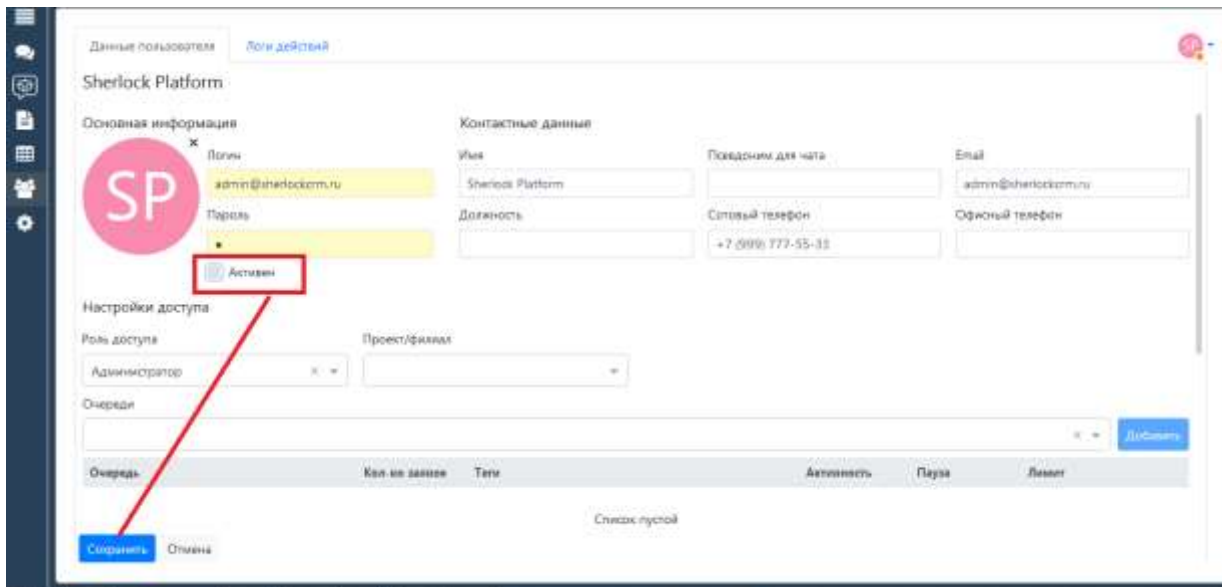 Данные пользователя Логи действий
SP
Sherlock Platform
Основная информация Контактные данные
Логин Имя Псевдоним для чата Email
SP
admin@sherlockcrm.ru Sherlock Platform admin@sherlockcrm.ru
Пароль Должность Сотовый телефон Офисный телефон
+7 (999) 777-55-33
Активен
Настройки доступа
Роль доступа Проект/филиал
Администратор
Очереди
Добавить
Очередь Кол-во заявок Теги Активность Пауза Лимит
Список пустой
Сохранить Отмена